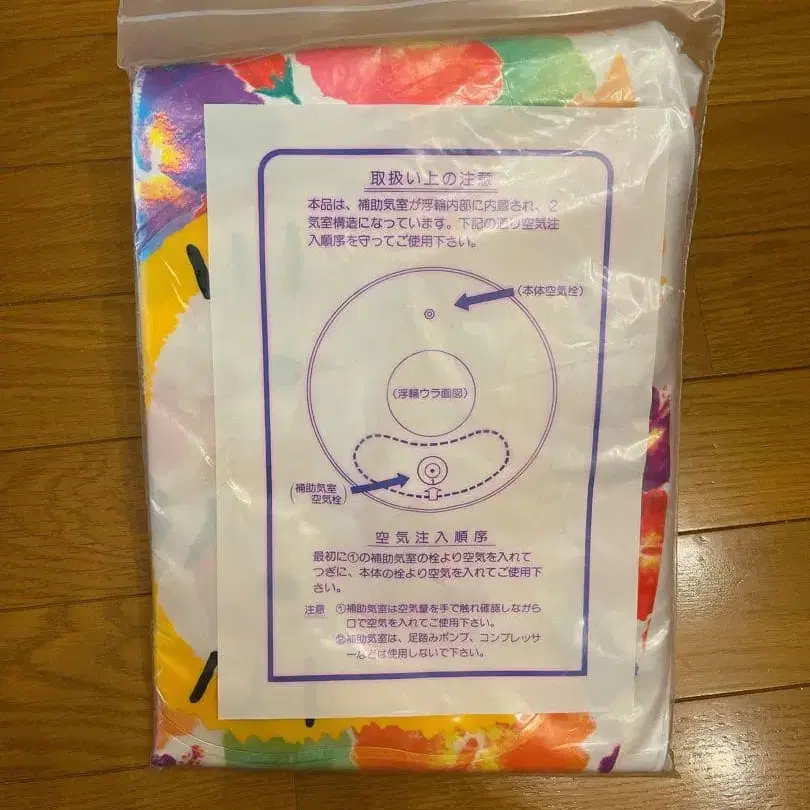 取扱い上の注意
本品は、補助気室が浮輪内部に内蔵され、2
気室構造になっています。下記の通り空気注
入順序を守ってご使用下さい。
(本体空気栓)
(浮輪ウラ面図)
(補助気室
空気栓)
空気注入順序
最初に①の補助気室の栓より空気を入れて
つぎに、本体の栓より空気を入れてご使用下
さい。
注意 ①補助気室は空気量を手で触れ確認しながら
口で空気を入れてご使用下さい。
②補助気室は、足踏みポンプ、コンプレッサ
ーなどは使用しないで下さい。